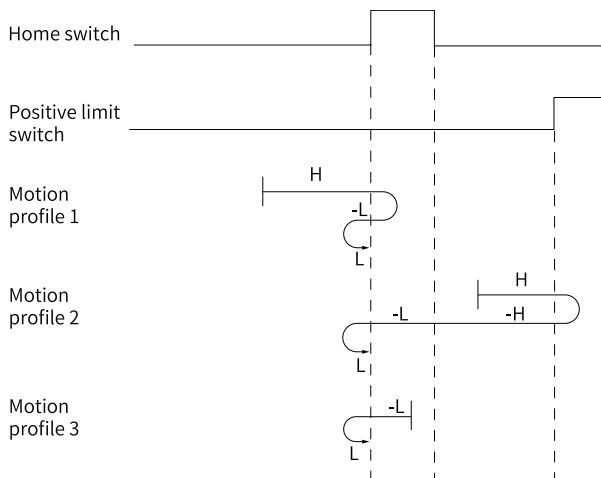 Home switch
Positive limit
switch
H
Motion
profile 1
-L
L
H
Motion
profile 2
-L
-H
L
Motion
profile 3
-L
L